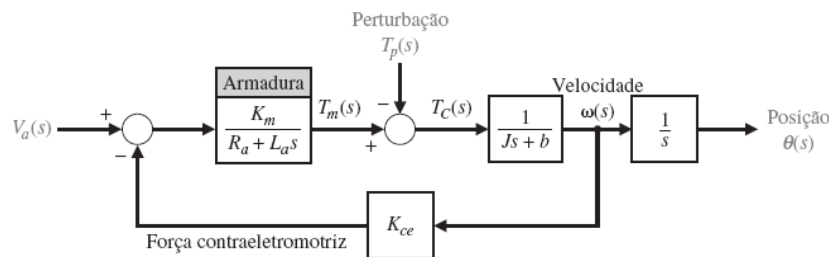 Perturbação
T_p(s)
Armadura
Velocidade
V_a(s)
+
−
K_m
R_a + L_a s
T_m(s)
−
+
T_C(s)
1
Js + b
ω(s)
1
s
Posição
θ(s)
K_ce
Força contraeletromotriz